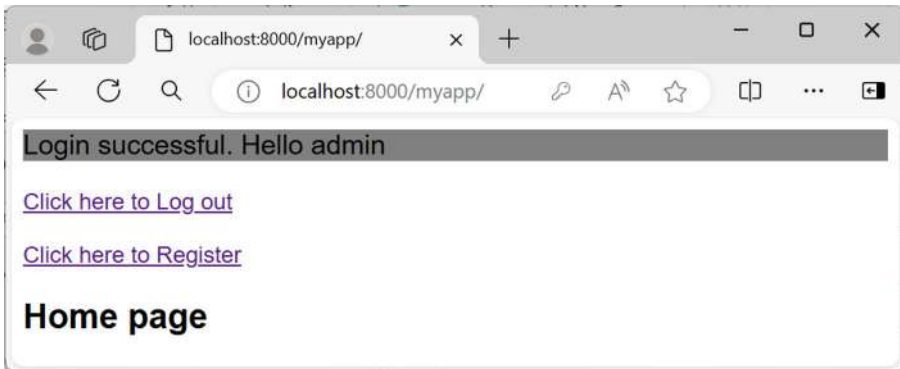 localhost:8000/myapp/
localhost:8000/myapp/
Login successful. Hello admin
Click here to Log out
Click here to Register
Home page